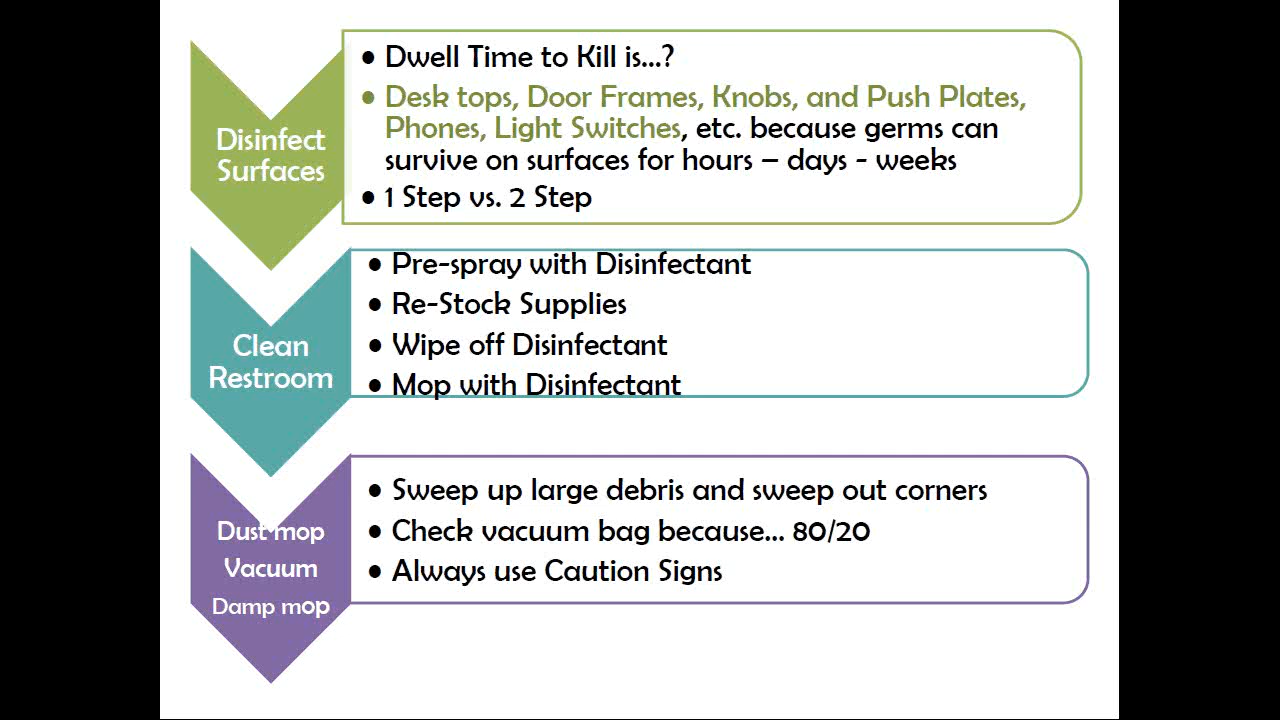 Disinfect
Surfaces
• Dwell Time to Kill is...?
• Desk tops, Door Frames, Knobs, and Push Plates,
Phones, Light Switches, etc. because germs can
survive on surfaces for hours – days - weeks
• 1 Step vs. 2 Step
Clean
Restroom
• Pre-spray with Disinfectant
• Re-Stock Supplies
• Wipe off Disinfectant
• Mop with Disinfectant
Dust mop
Vacuum
Damp mop
• Sweep up large debris and sweep out corners
• Check vacuum bag because... 80/20
• Always use Caution Signs